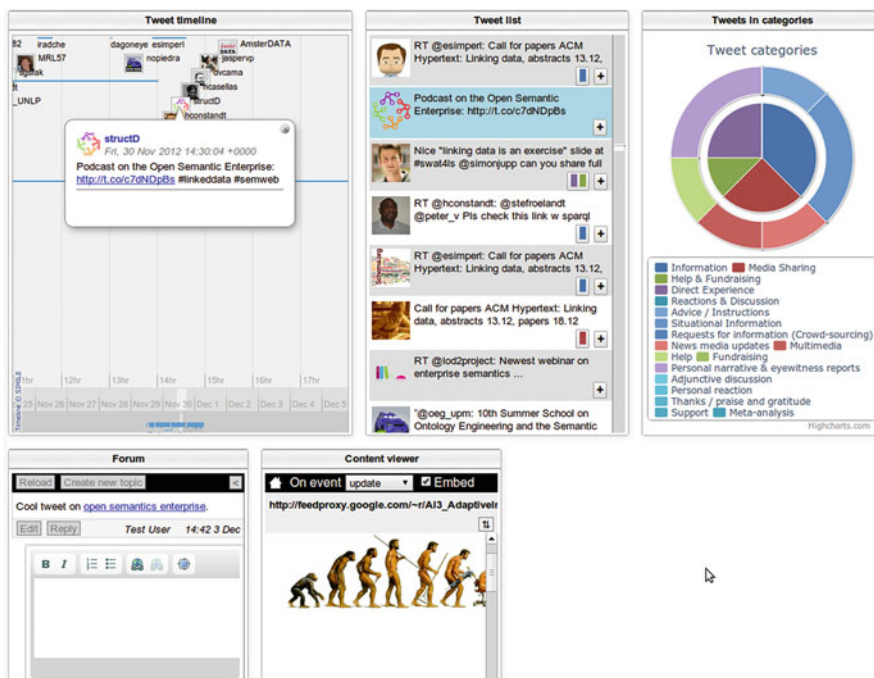 Tweet timeline
82 iradche dagoneye esimperl AmsterDATA
MRL57 nopiedra jaspervp
sgslak dvcama
dt hcasellas
_UNLP structD
hconstandt
structD
Fri, 30 Nov 2012 14:30:04 +0000
Podcast on the Open Semantic Enterprise:
http://t.co/c7dNDpBs #linkeddata #semweb
1hr 12hr 13hr 14hr 15hr 16hr 17hr
25 Nov 26 Nov 27 Nov 28 Nov 29 Nov 30 Dec 1 Dec 2 Dec 3 Dec 4 Dec 5
Timeline © SIMILE
Tweet list
RT @esimperl: Call for papers ACM
Hypertext: Linking data, abstracts 13.12,
+
Podcast on the Open Semantic
Enterprise: http://t.co/c7dNDpBs
+
Nice "linking data is an exercise" slide at
#swat4ls @simonjupp can you share full
+
RT @hconstandt: @stefroelandt
@peter_v Pls check this link w sparql
+
RT @esimperl: Call for papers ACM
Hypertext: Linking data, abstracts 13.12,
+
Call for papers ACM Hypertext: Linking
data, abstracts 13.12, papers 18.12
+
RT @lod2project: Newest webinar on
enterprise semantics ...
+
"@oeg_upm: 10th Summer School on
Ontology Engineering and the Semantic
Tweets in categories
Tweet categories
Information Media Sharing
Help & Fundraising
Direct Experience
Reactions & Discussion
Advice / Instructions
Situational Information
Requests for information (Crowd-sourcing)
News media updates Multimedia
Help Fundraising
Personal narrative & eyewitness reports
Adjunctive discussion
Personal reaction
Thanks / praise and gratitude
Support Meta-analysis
Highcharts.com
Forum
Reload Create new topic <
Cool tweet on open semantics enterprise.
Edit Reply Test User 14:42 3 Dec
B I
Content viewer
On event update Embed
http://feedproxy.google.com/~r/AI3_AdaptiveIn